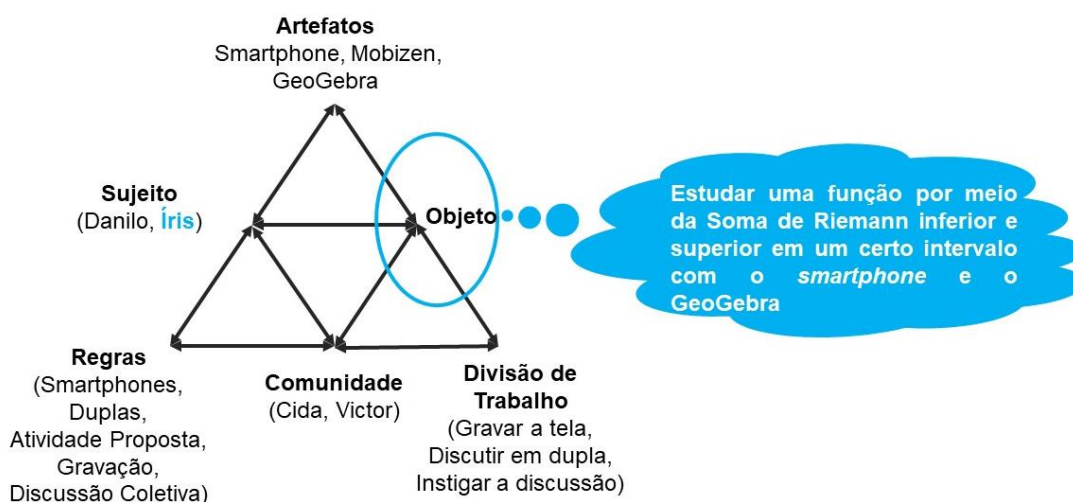 Artefatos
Smartphone, Mobizen,
GeoGebra
Sujeito
(Danilo, Íris)
Objeto
Estudar uma função por meio
da Soma de Riemann inferior e
superior em um certo intervalo
com o smartphone e o
GeoGebra
Regras
(Smartphones,
Duplas,
Atividade Proposta,
Gravação,
Discussão Coletiva)
Comunidade
(Cida, Victor)
Divisão de
Trabalho
(Gravar a tela,
Discutir em dupla,
Instigar a discussão)